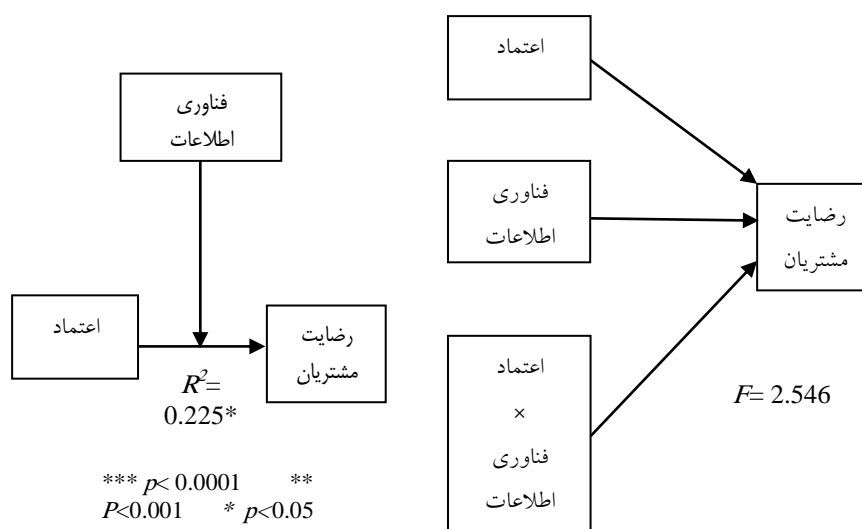 فناوری
اطلاعات
اعتماد
رضایت
مشتریان
R²=
0.225*
*** p< 0.0001 **
P<0.001 * p<0.05
اعتماد
فناوری
اطلاعات
رضایت
مشتریان
اعتماد
×
فناوری
اطلاعات
F= 2.546